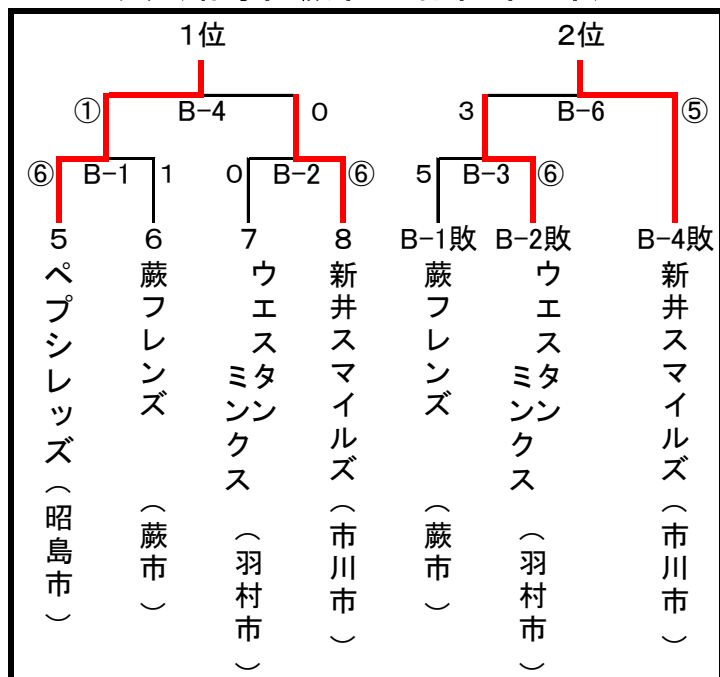 1位
2位
① B-4 0
3 B-6 ⑤
⑥ B-1 1
0 B-2 ⑥
5 B-3 ⑥
5
6
7
8
B-1敗
B-2敗
B-4敗
ペプシレッズ（昭島市）
蕨フレンズ（蕨市）
ウエスタン
ミンクス（羽村市）
新井スマイルズ（市川市）
蕨フレンズ（蕨市）
ウエスタン
ミンクス（羽村市）
新井スマイルズ（市川市）